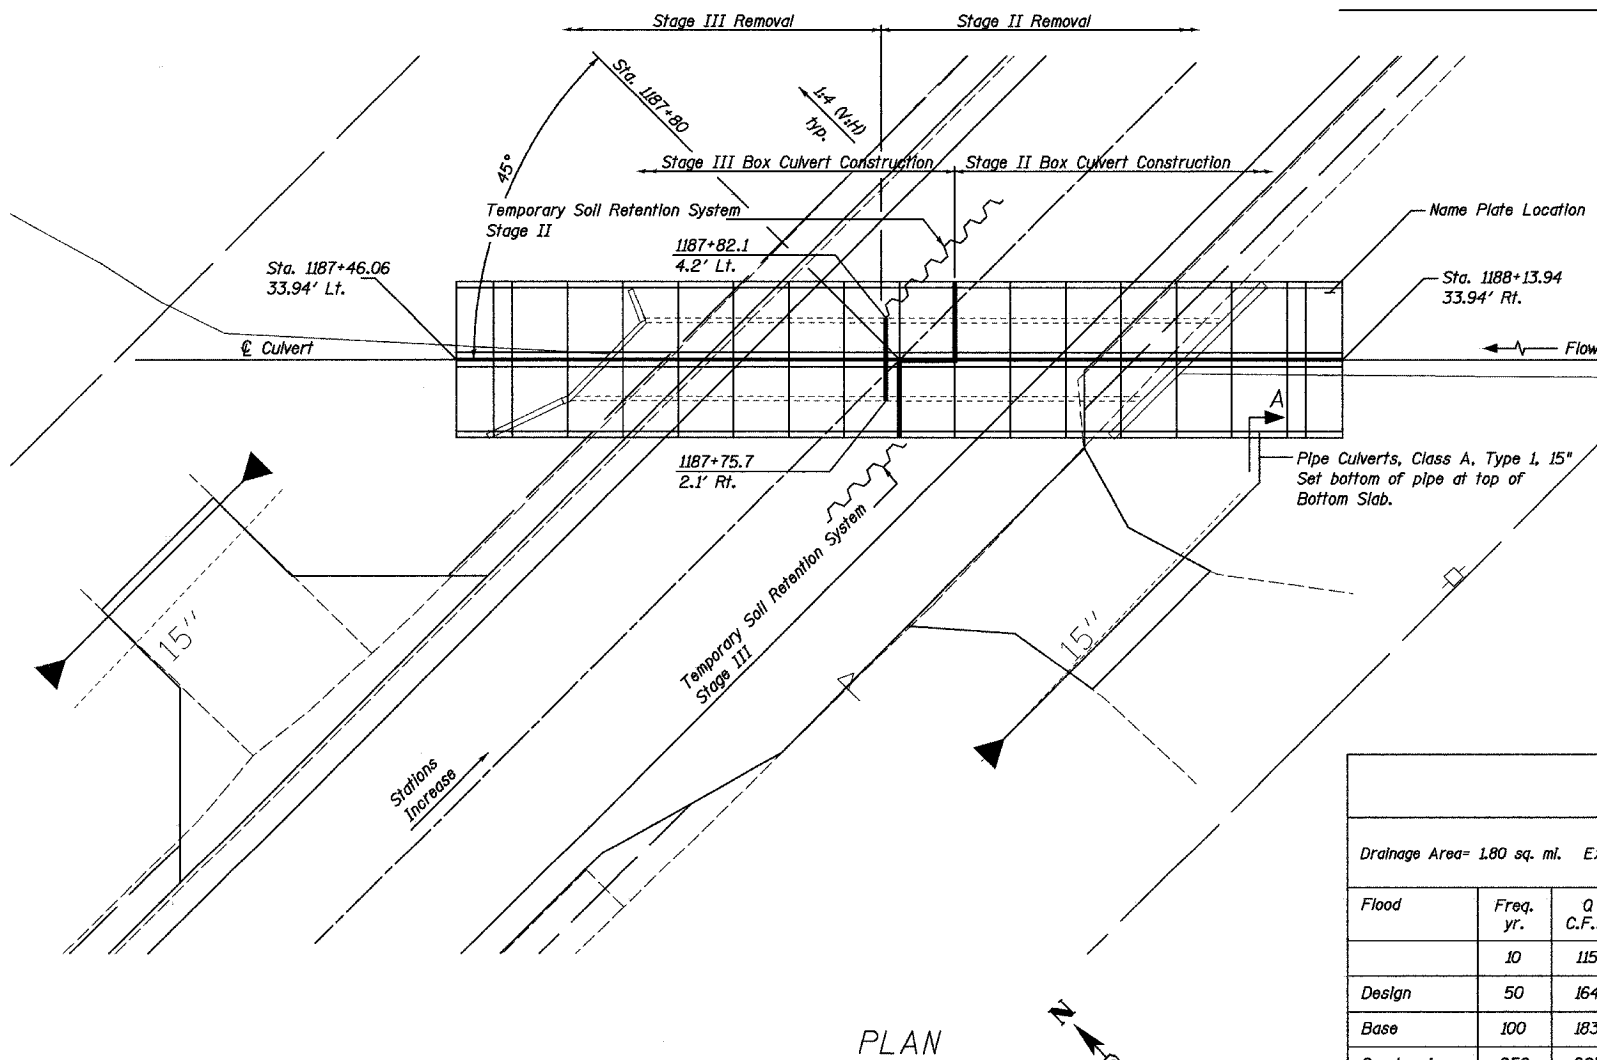 Stage III Removal
Stage II Removal
Sta. 1187+80
1:4 (V:H)
typ.
45°
Stage III Box Culvert Construction
Stage II Box Culvert Construction
Temporary Soil Retention System
Stage II
Name Plate Location
1187+82.1
4.2' Lt.
Sta. 1187+46.06
33.94' Lt.
Sta. 1188+13.94
33.94' Rt.
℄ Culvert
Flow
A
1187+75.7
2.1' Rt.
Pipe Culverts, Class A, Type 1, 15"
Set bottom of pipe at top of
Bottom Slab.
Temporary Soil Retention System
Stage III
15"
15"
Stations
Increase
Drainage Area= 1.80 sq. mi.
Flood Freq. Q
yr. C.F.
10 115
Design 50 164
Base 100 183
N
PLAN